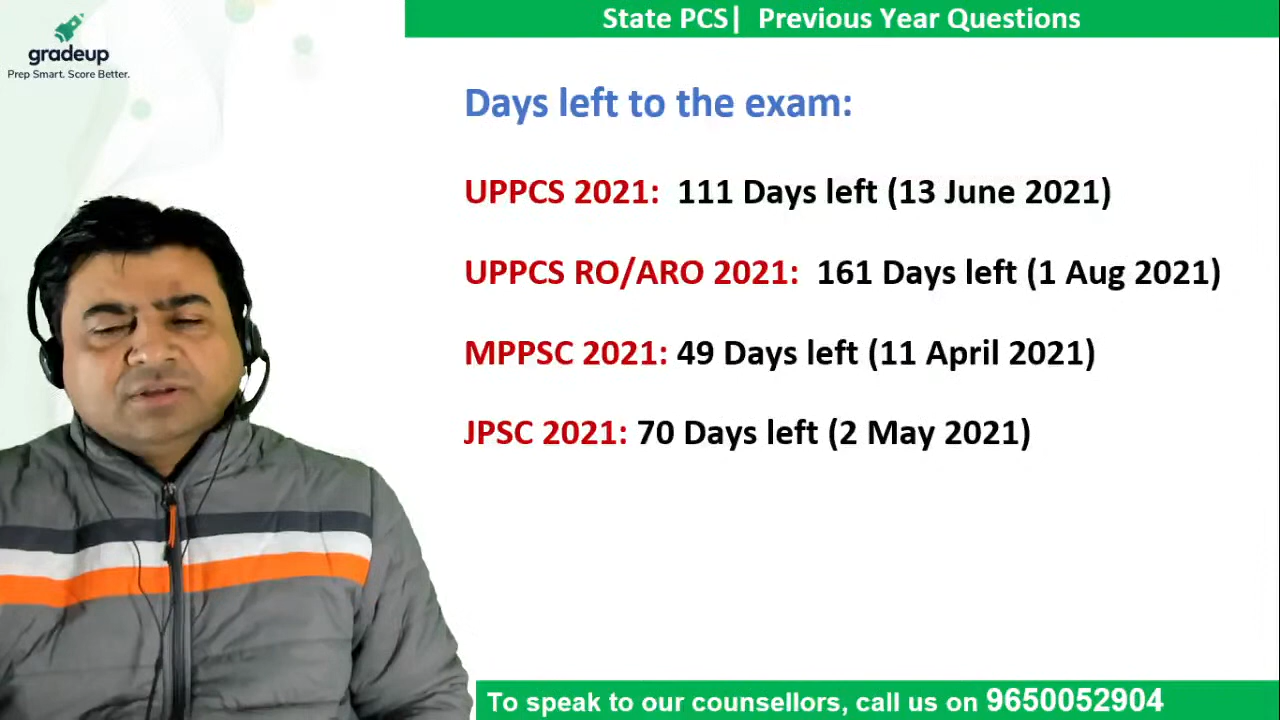 gradeup
Prep Smart. Score Better.
State PCS| Previous Year Questions
Days left to the exam:
UPPCS 2021: 111 Days left (13 June 2021)
UPPCS RO/ARO 2021: 161 Days left (1 Aug 2021)
MPPSC 2021: 49 Days left (11 April 2021)
JPSC 2021: 70 Days left (2 May 2021)
To speak to our counsellors, call us on 9650052904